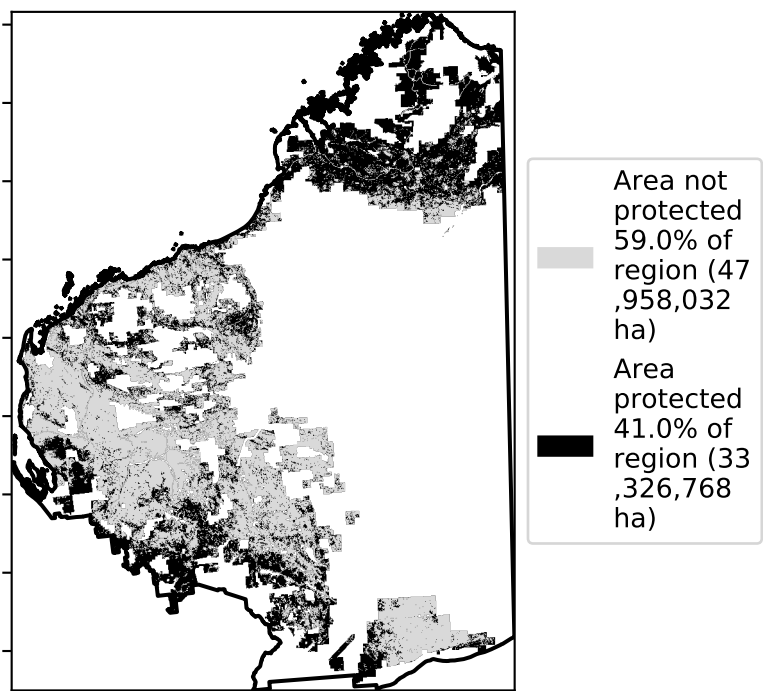 Area not
protected
59.0% of
region (47
,958,032
ha)
Area
protected
41.0% of
region (33
,326,768
ha)